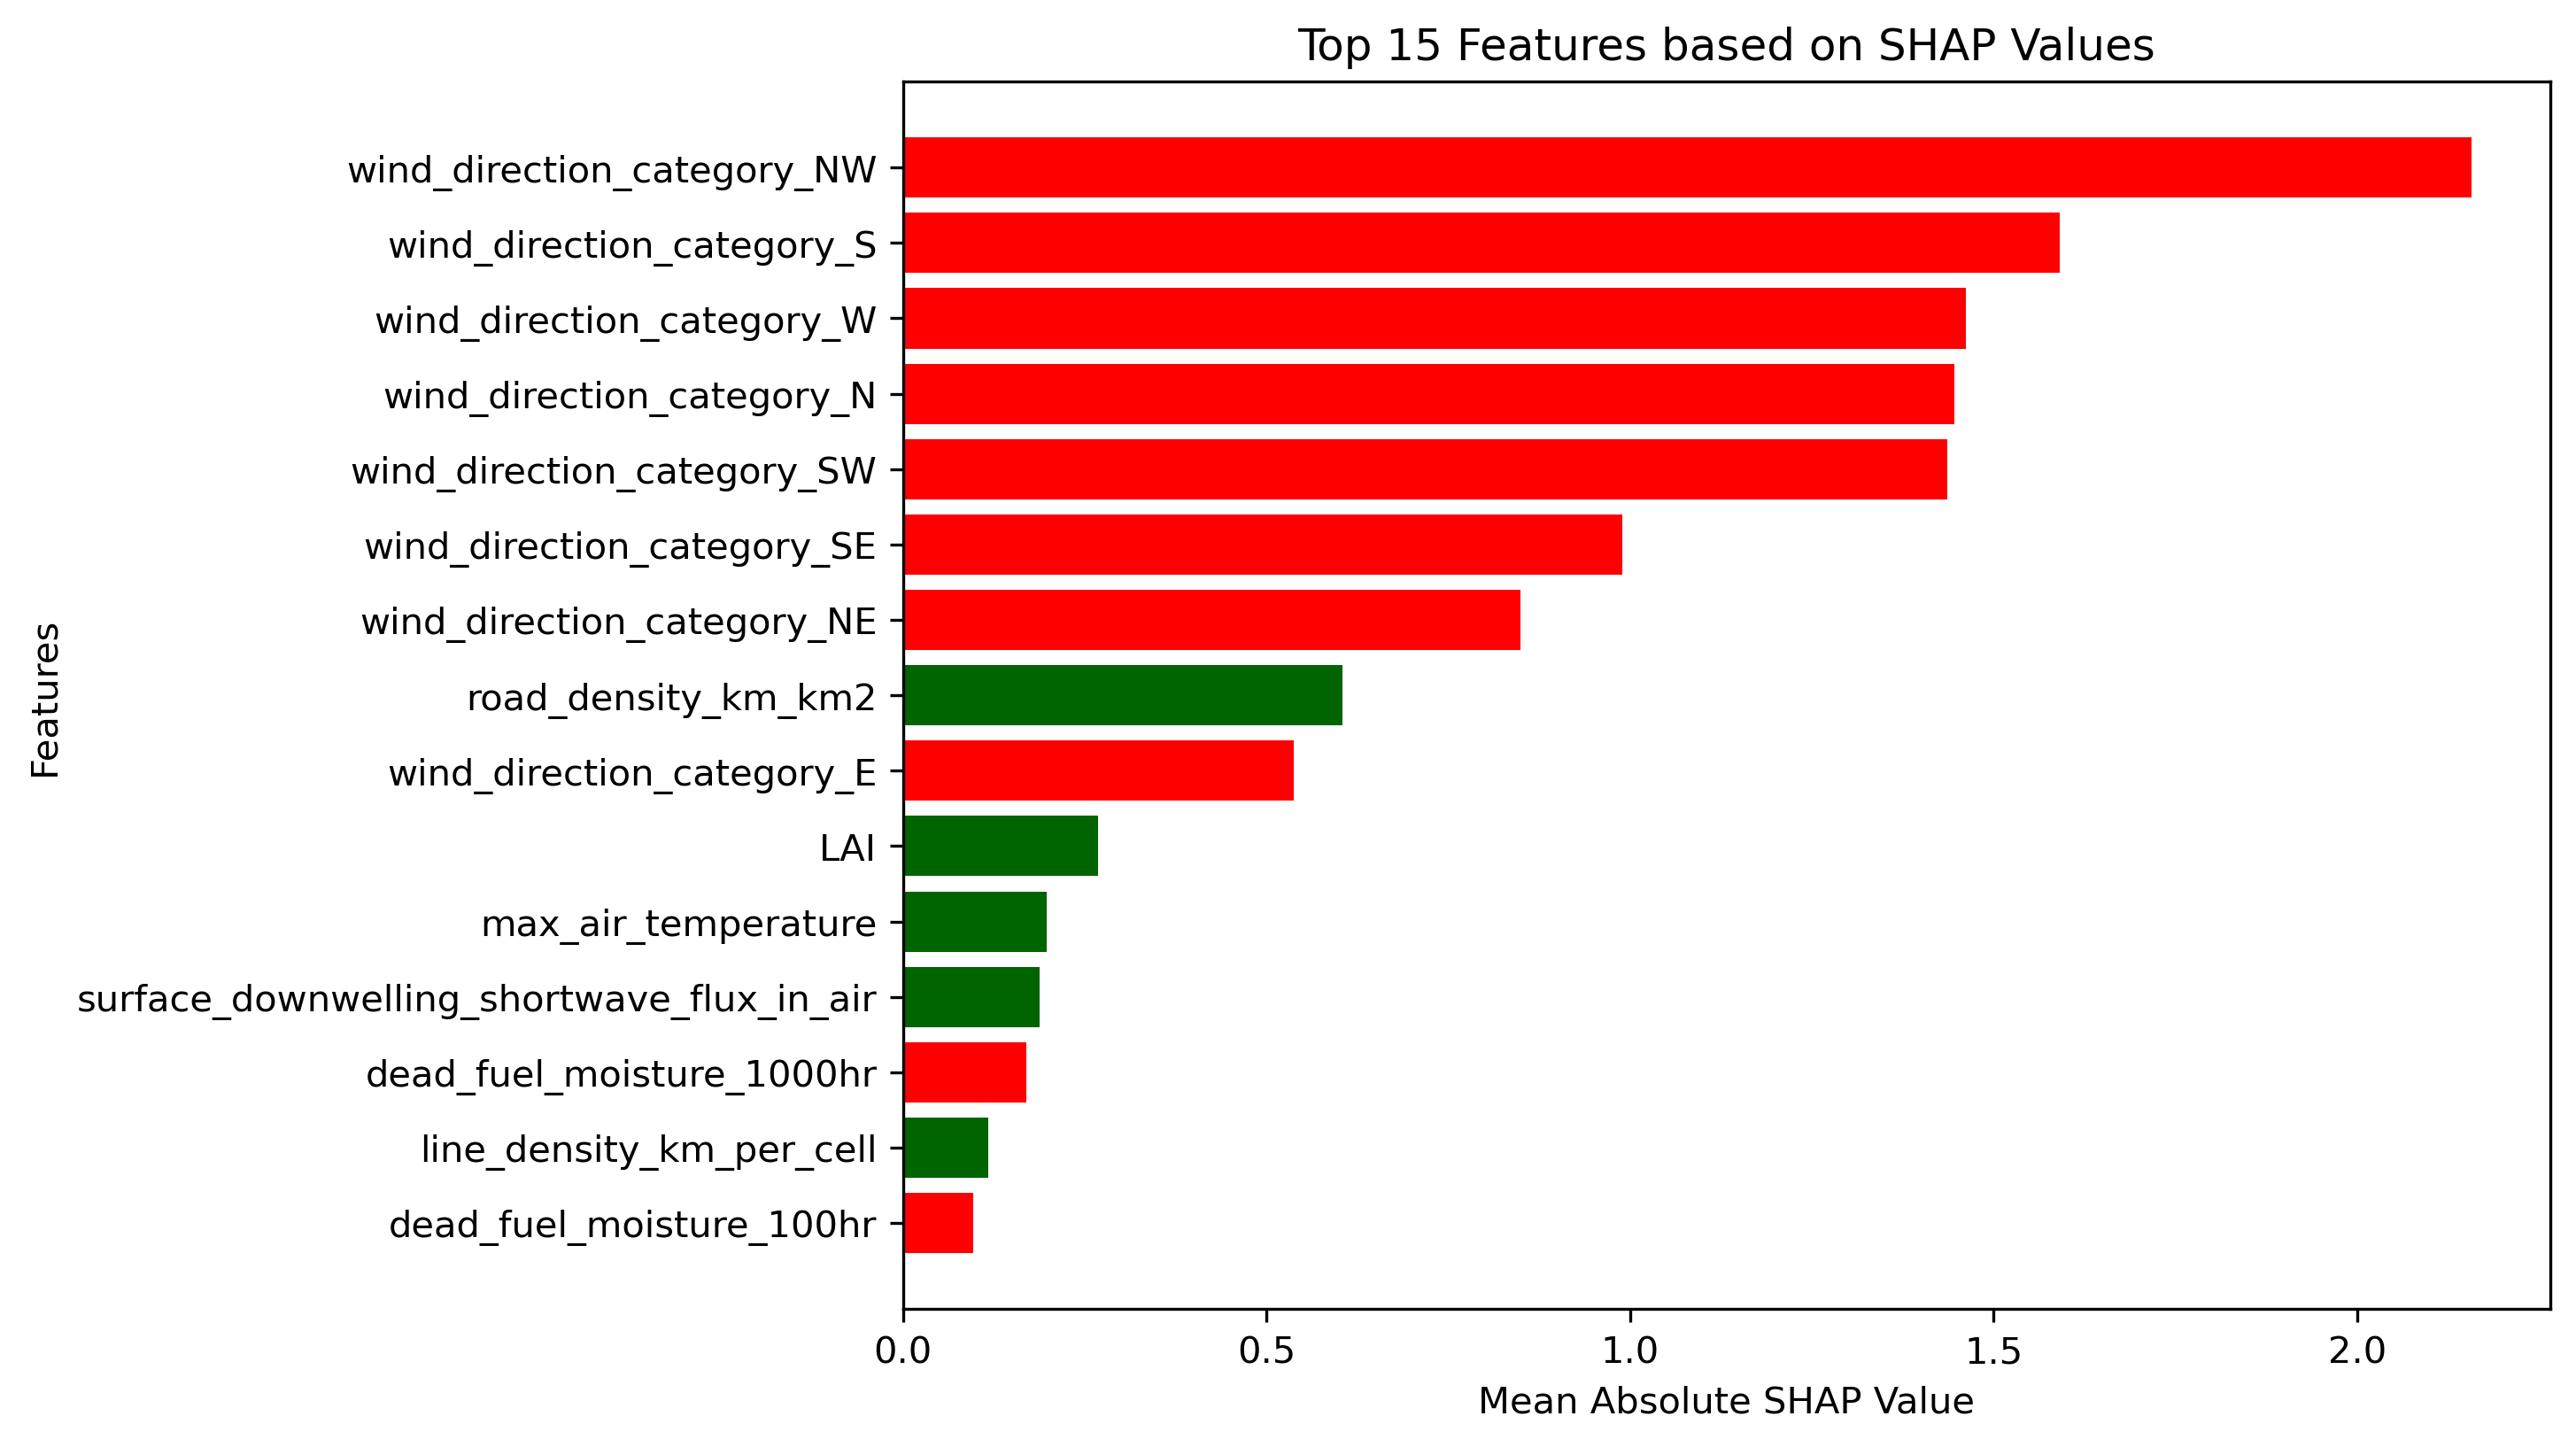 Top 15 Features based on SHAP Values
wind_direction_category_NW
wind_direction_category_S
wind_direction_category_W
wind_direction_category_N
wind_direction_category_SW
wind_direction_category_SE
wind_direction_category_NE
road_density_km_km2
wind_direction_category_E
LAI
max_air_temperature
surface_downwelling_shortwave_flux_in_air
dead_fuel_moisture_1000hr
line_density_km_per_cell
dead_fuel_moisture_100hr
Features
0.0 0.5 1.0 1.5 2.0
Mean Absolute SHAP Value